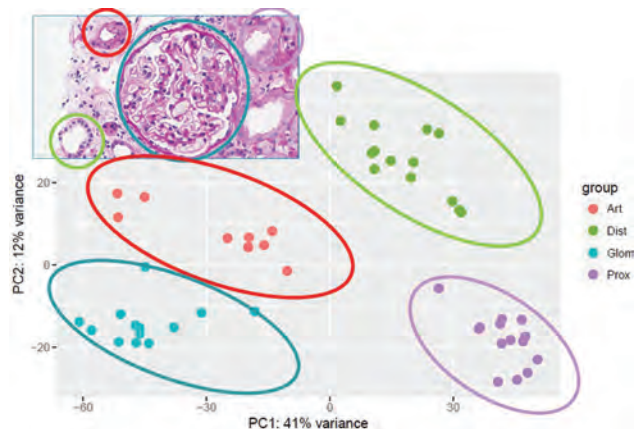 group
Art
Dist
Glom
Prox
PC2: 12% variance
20
0
−20
−60
−30
0
30
PC1: 41% variance